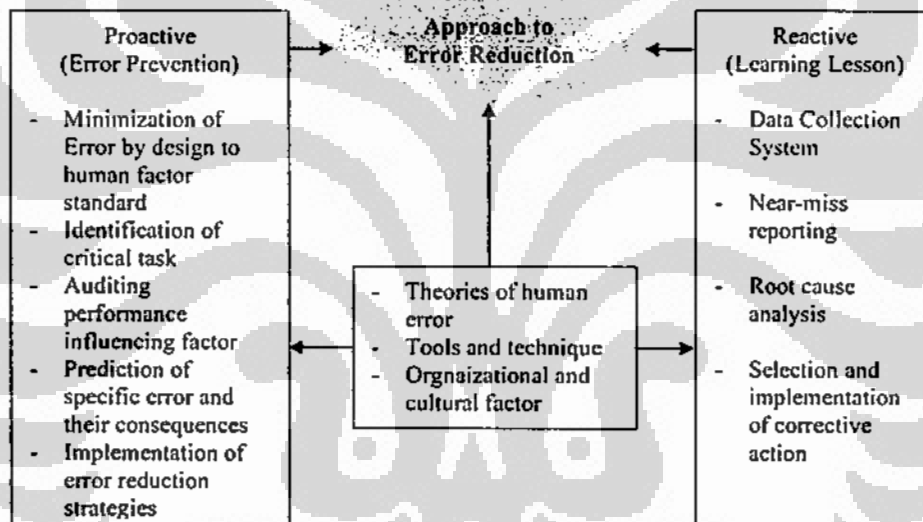 Proactive
(Error Prevention)
- Minimization of
Error by design to
human factor
standard
- Identification of
critical task
- Auditing
performance
influencing factor
- Prediction of
specific error and
their consequences
- Implementation of
error reduction
strategies
Approach to
Error Reduction
- Theories of human
error
- Tools and technique
- Orgnaizational and
cultural factor
Reactive
(Learning Lesson)
- Data Collection
System
- Near-miss
reporting
- Root cause
analysis
- Selection and
implementation
of corrective
action